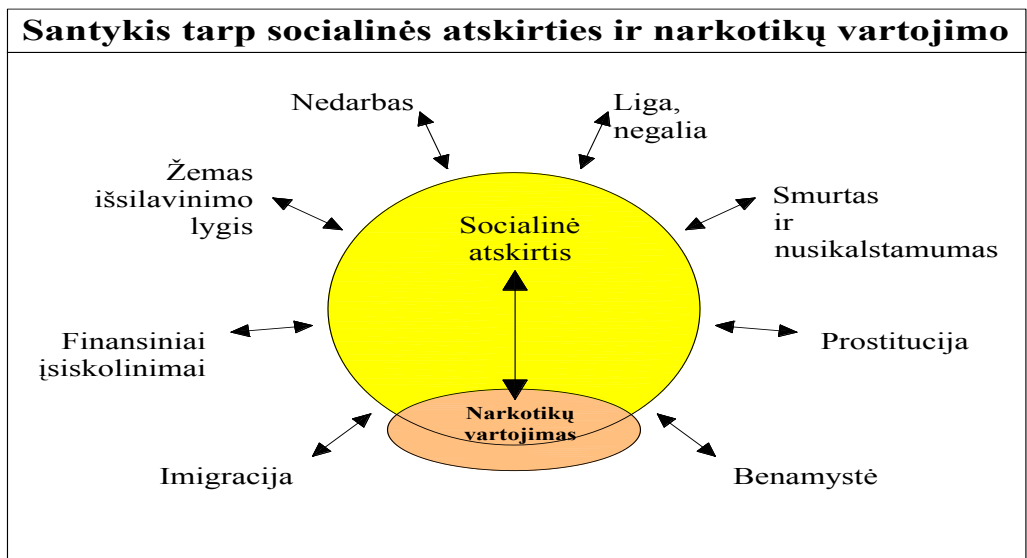 Santykis tarp socialinės atskirties ir narkotikų vartojimo
Nedarbas
Liga,
negalia
Žemas
išsilavinimo
lygis
Smurtas
ir
nusikalstamumas
Socialinė
atskirtis
Finansiniai
įsiskolinimai
Prostitucija
Narkotikų
vartojimas
Imigracija
Benamystė